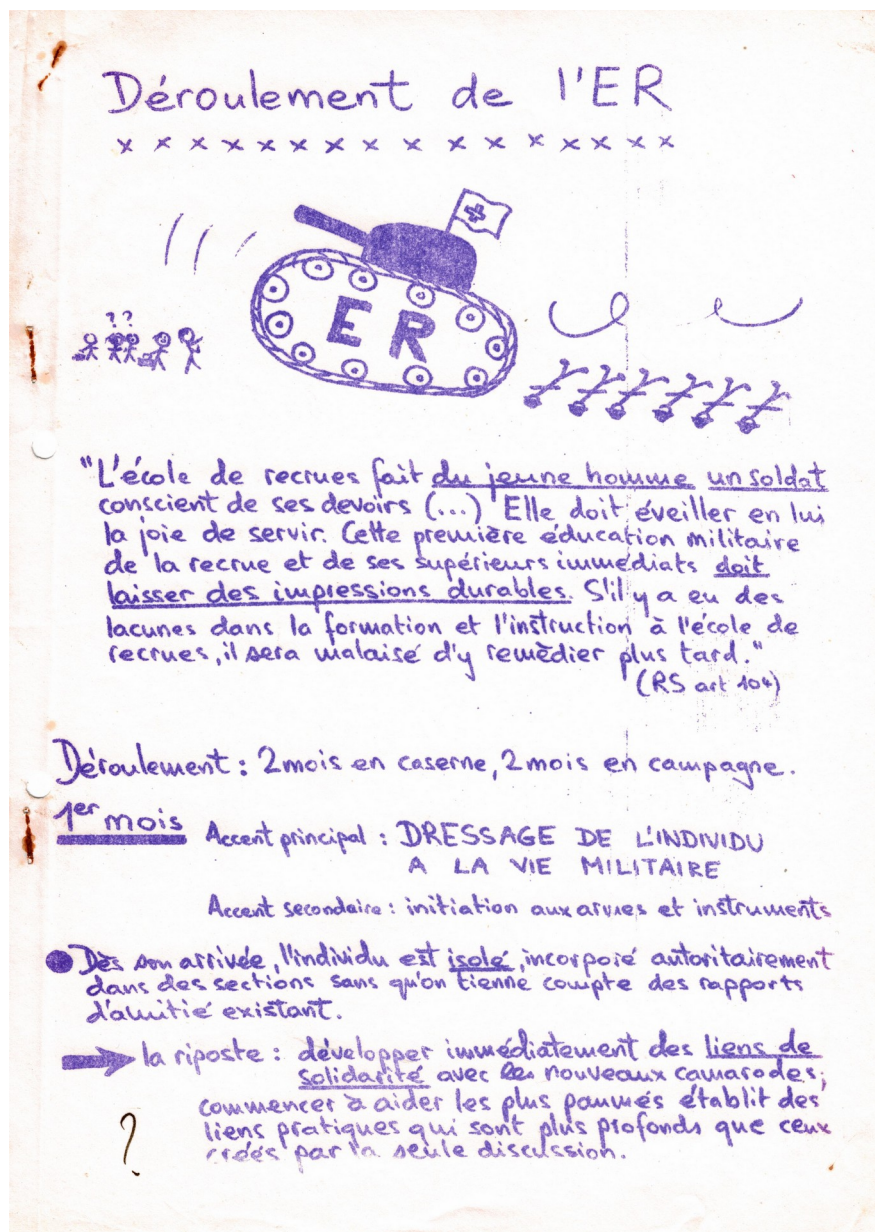 Déroulement de l'ER
x x x x x x x x x x x x x x x x x
? ?
E R
"L'école de recrues fait du jeune homme un soldat
conscient de ses devoirs (...) Elle doit éveiller en lui
la joie de servir. Cette première éducation militaire
de la recrue et de ses supérieurs immédiats doit
laisser des impressions durables. S'il y a eu des
lacunes dans la formation et l'instruction à l'école de
recrues, il sera malaisé d'y remédier plus tard."
(RS art 104)
Déroulement : 2 mois en caserne, 2 mois en campagne.
1er mois
Accent principal : DRESSAGE DE L'INDIVIDU
A LA VIE MILITAIRE
Accent secondaire : initiation aux armes et instruments
Dès son arrivée, l'individu est isolé, incorporé autoritairement
dans des sections sans qu'on tienne compte des rapports
d'amitié existant.
la riposte : développer immédiatement des liens de
solidarité avec les nouveaux camarades;
commencer à aider les plus paumés établit des
liens pratiques qui sont plus profonds que ceux
créés par la seule discussion.
?